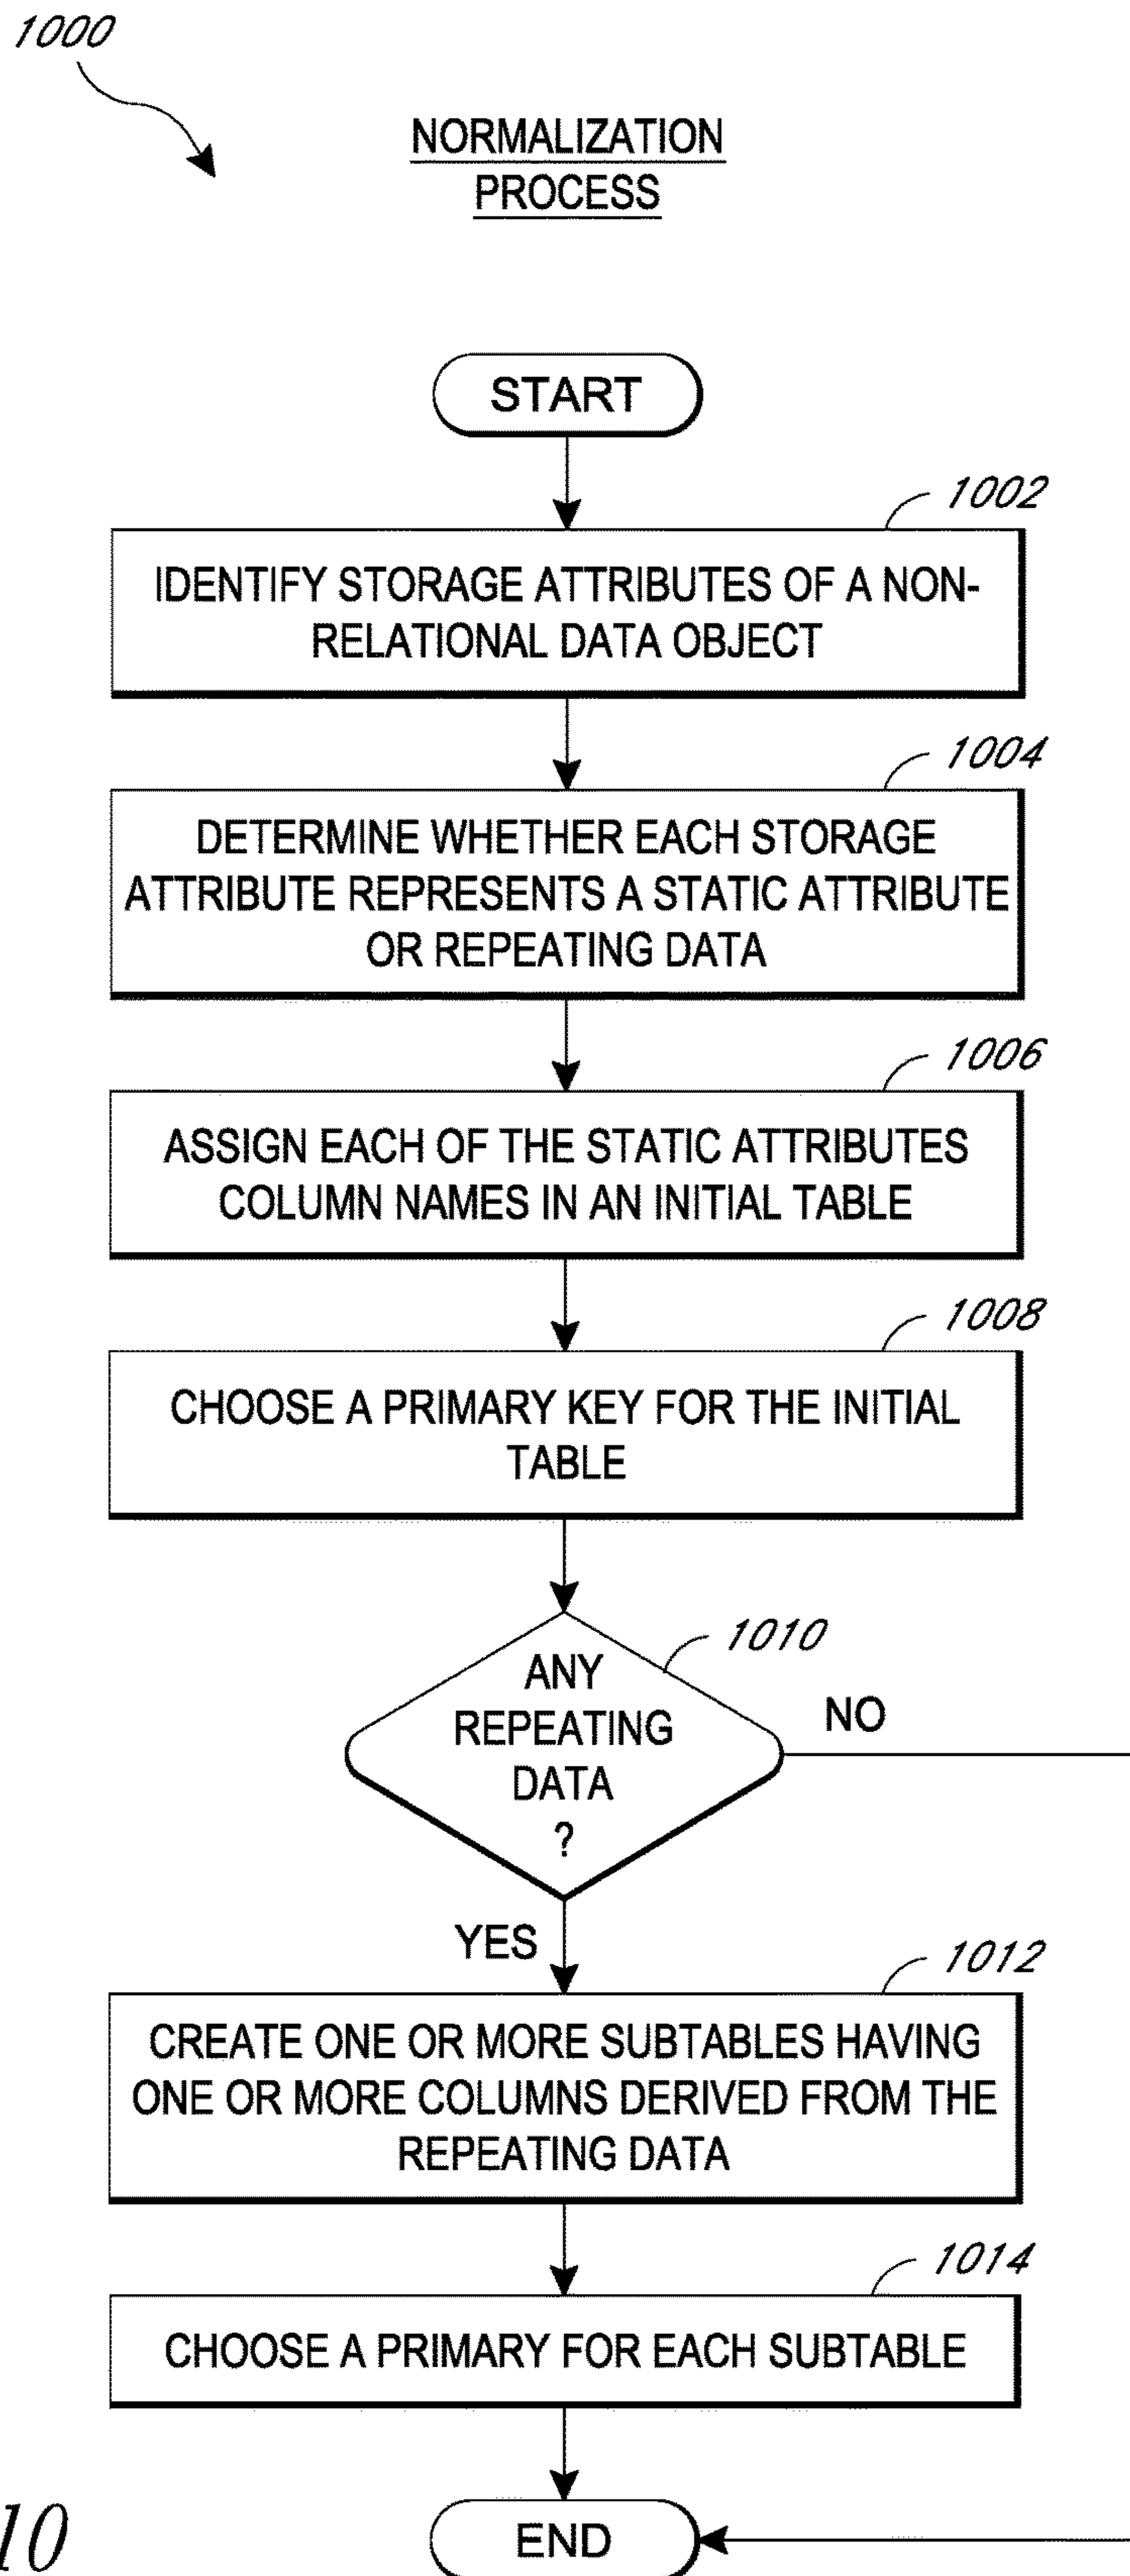 1000
NORMALIZATION
PROCESS
START
1002
IDENTIFY STORAGE ATTRIBUTES OF A NON-
RELATIONAL DATA OBJECT
1004
DETERMINE WHETHER EACH STORAGE
ATTRIBUTE REPRESENTS A STATIC ATTRIBUTE
OR REPEATING DATA
1006
ASSIGN EACH OF THE STATIC ATTRIBUTES
COLUMN NAMES IN AN INITIAL TABLE
1008
CHOOSE A PRIMARY KEY FOR THE INITIAL
TABLE
1010
ANY
REPEATING
DATA
?
NO
YES
1012
CREATE ONE OR MORE SUBTABLES HAVING
ONE OR MORE COLUMNS DERIVED FROM THE
REPEATING DATA
1014
CHOOSE A PRIMARY FOR EACH SUBTABLE
END
10